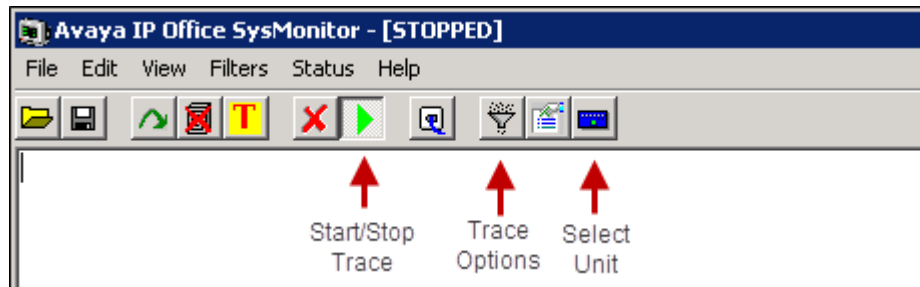 Avaya IP Office SysMonitor - [STOPPED]
File Edit View Filters Status Help
T
Start/Stop
Trace
Trace
Options
Select
Unit